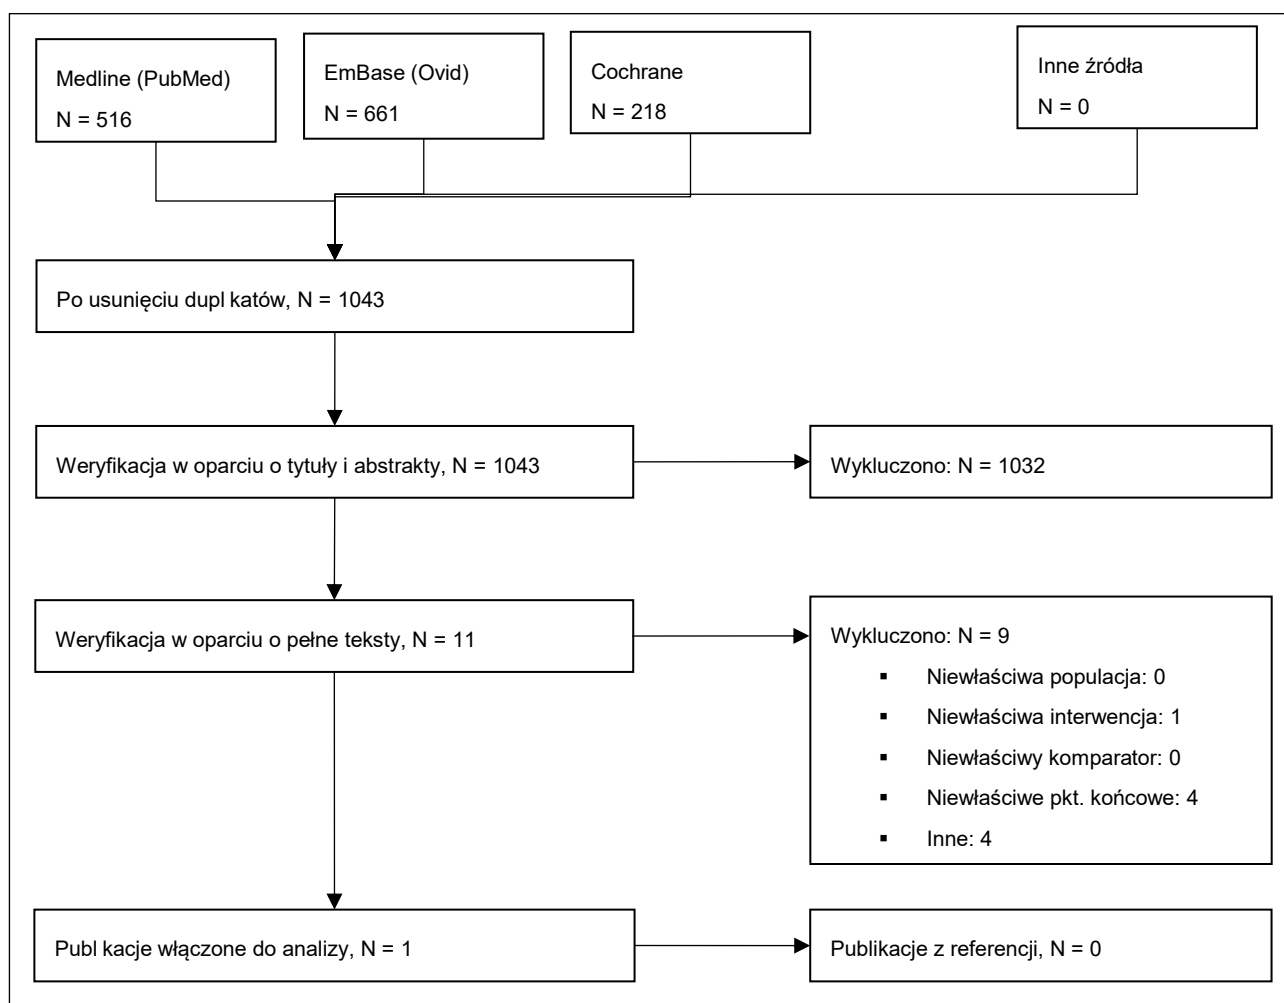 Medline (PubMed)
N = 516
EmBase (Ovid)
N = 661
Cochrane
N = 218
Inne źródła
N = 0
Po usunięciu dupl katów, N = 1043
Weryfikacja w oparciu o tytuły i abstrakty, N = 1043
Wykluczono: N = 1032
Weryfikacja w oparciu o pełne teksty, N = 11
Wykluczono: N = 9
▪ Niewłaściwa populacja: 0
▪ Niewłaściwa interwencja: 1
▪ Niewłaściwy komparator: 0
▪ Niewłaściwe pkt. końcowe: 4
▪ Inne: 4
Publ kacje włączone do analizy, N = 1
Publikacje z referencji, N = 0